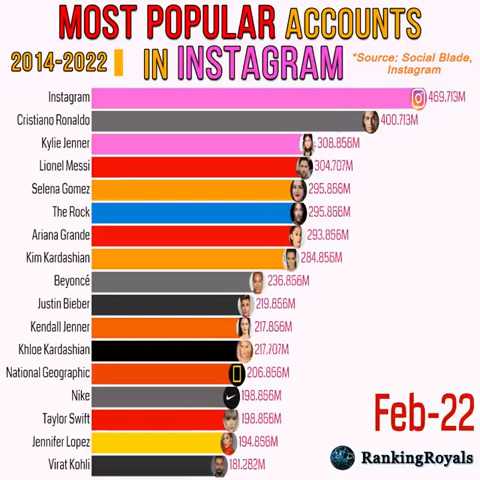 MOST POPULAR ACCOUNTS
2014-2022 IN INSTAGRAM
*Source: Social Blade,
Instagram
Instagram 469.713M
Cristiano Ronaldo 400.713M
Kylie Jenner 308.856M
Lionel Messi 304.707M
Selena Gomez 295.856M
The Rock 295.856M
Ariana Grande 293.856M
Kim Kardashian 284.856M
Beyoncé 236.856M
Justin Bieber 219.856M
Kendall Jenner 217.856M
Khloe Kardashian 217.707M
National Geographic 206.856M
Nike 198.856M
Taylor Swift 198.856M
Jennifer Lopez 194.856M
Virat Kohli 181.282M
Feb-22
RankingRoyals